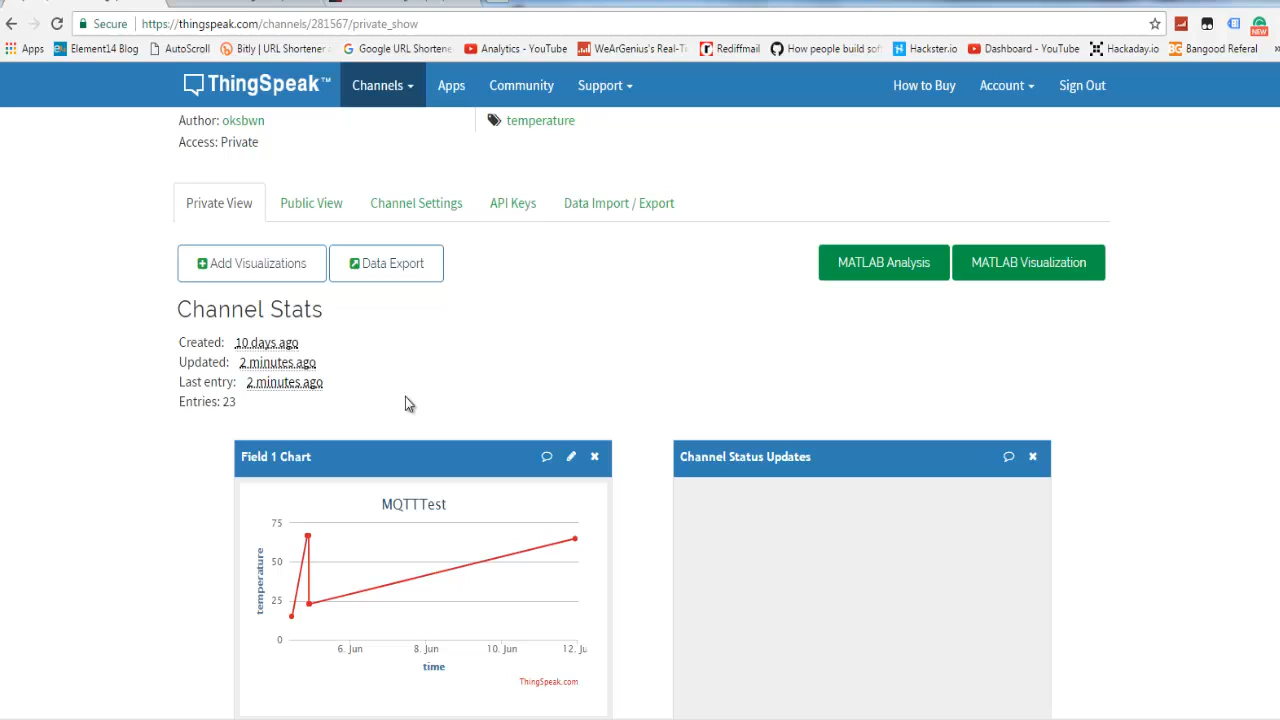 Secure | https://thingspeak.com/channels/281567/private_show
Apps Element14 Blog AutoScroll Bitly | URL Shortener Google URL Shortene Analytics - YouTube WeArGenius's Real-Ti Rediffmail How people build sof Hackster.io Dashboard - YouTube Hackaday.io Bangood Referal »
NEW
ThingSpeak™ Channels Apps Community Support How to Buy Account Sign Out
Author: oksbwn
temperature
Access: Private
Private View Public View Channel Settings API Keys Data Import / Export
Add Visualizations Data Export MATLAB Analysis MATLAB Visualization
Channel Stats
Created: 10 days ago
Updated: 2 minutes ago
Last entry: 2 minutes ago
Entries: 23
Field 1 Chart
Channel Status Updates
MQTTTest
75
50
25
0
temperature
6. Jun 8. Jun 10. Jun 12. Ju
time
ThingSpeak.com